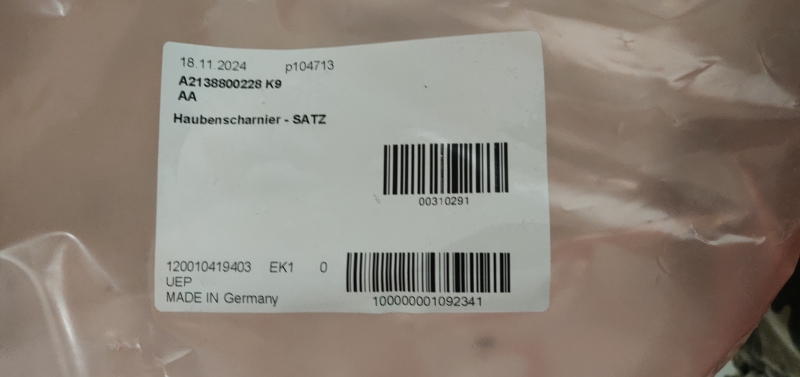 18.11.2024 p104713
A2138800228 K9
AA
Haubenscharnier - SATZ
00310291
120010419403 EK1 0
UEP
MADE IN Germany
100000001092341